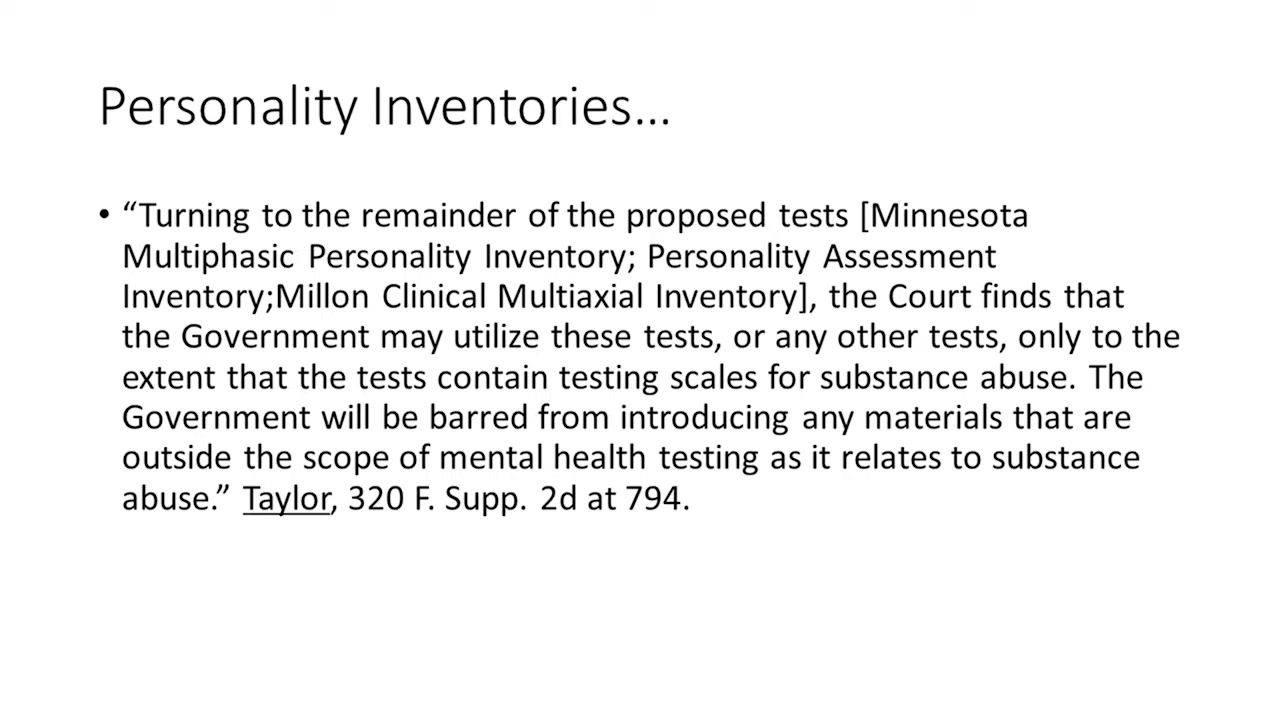 Personality Inventories…
• “Turning to the remainder of the proposed tests [Minnesota
Multiphasic Personality Inventory; Personality Assessment
Inventory;Millon Clinical Multiaxial Inventory], the Court finds that
the Government may utilize these tests, or any other tests, only to the
extent that the tests contain testing scales for substance abuse. The
Government will be barred from introducing any materials that are
outside the scope of mental health testing as it relates to substance
abuse.” Taylor, 320 F. Supp. 2d at 794.